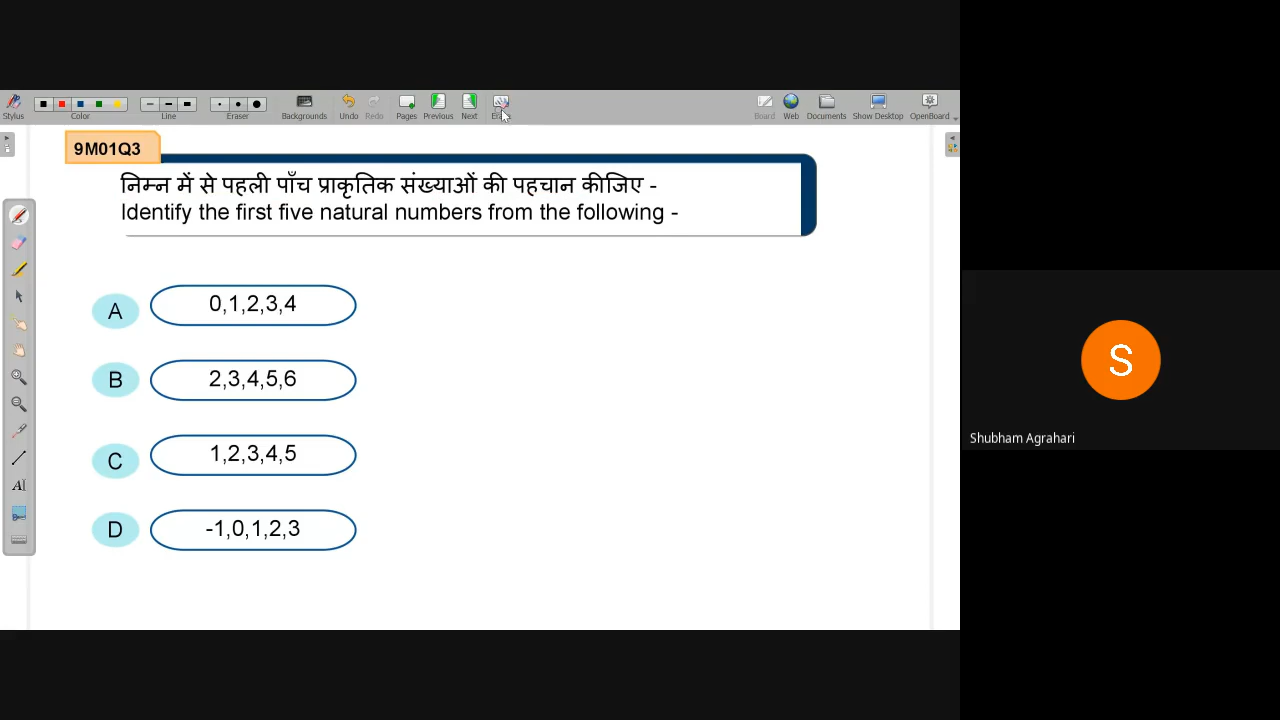 Stylus
Color
Line
Eraser
Backgrounds
Undo
Redo
Pages
Previous
Next
Board
Web
Documents
Show Desktop
OpenBoard
9M01Q3
निम्न में से पहली पाँच प्राकृतिक संख्याओं की पहचान कीजिए -
Identify the first five natural numbers from the following -
A 0,1,2,3,4
B 2,3,4,5,6
C 1,2,3,4,5
D -1,0,1,2,3
S
Shubham Agrahari